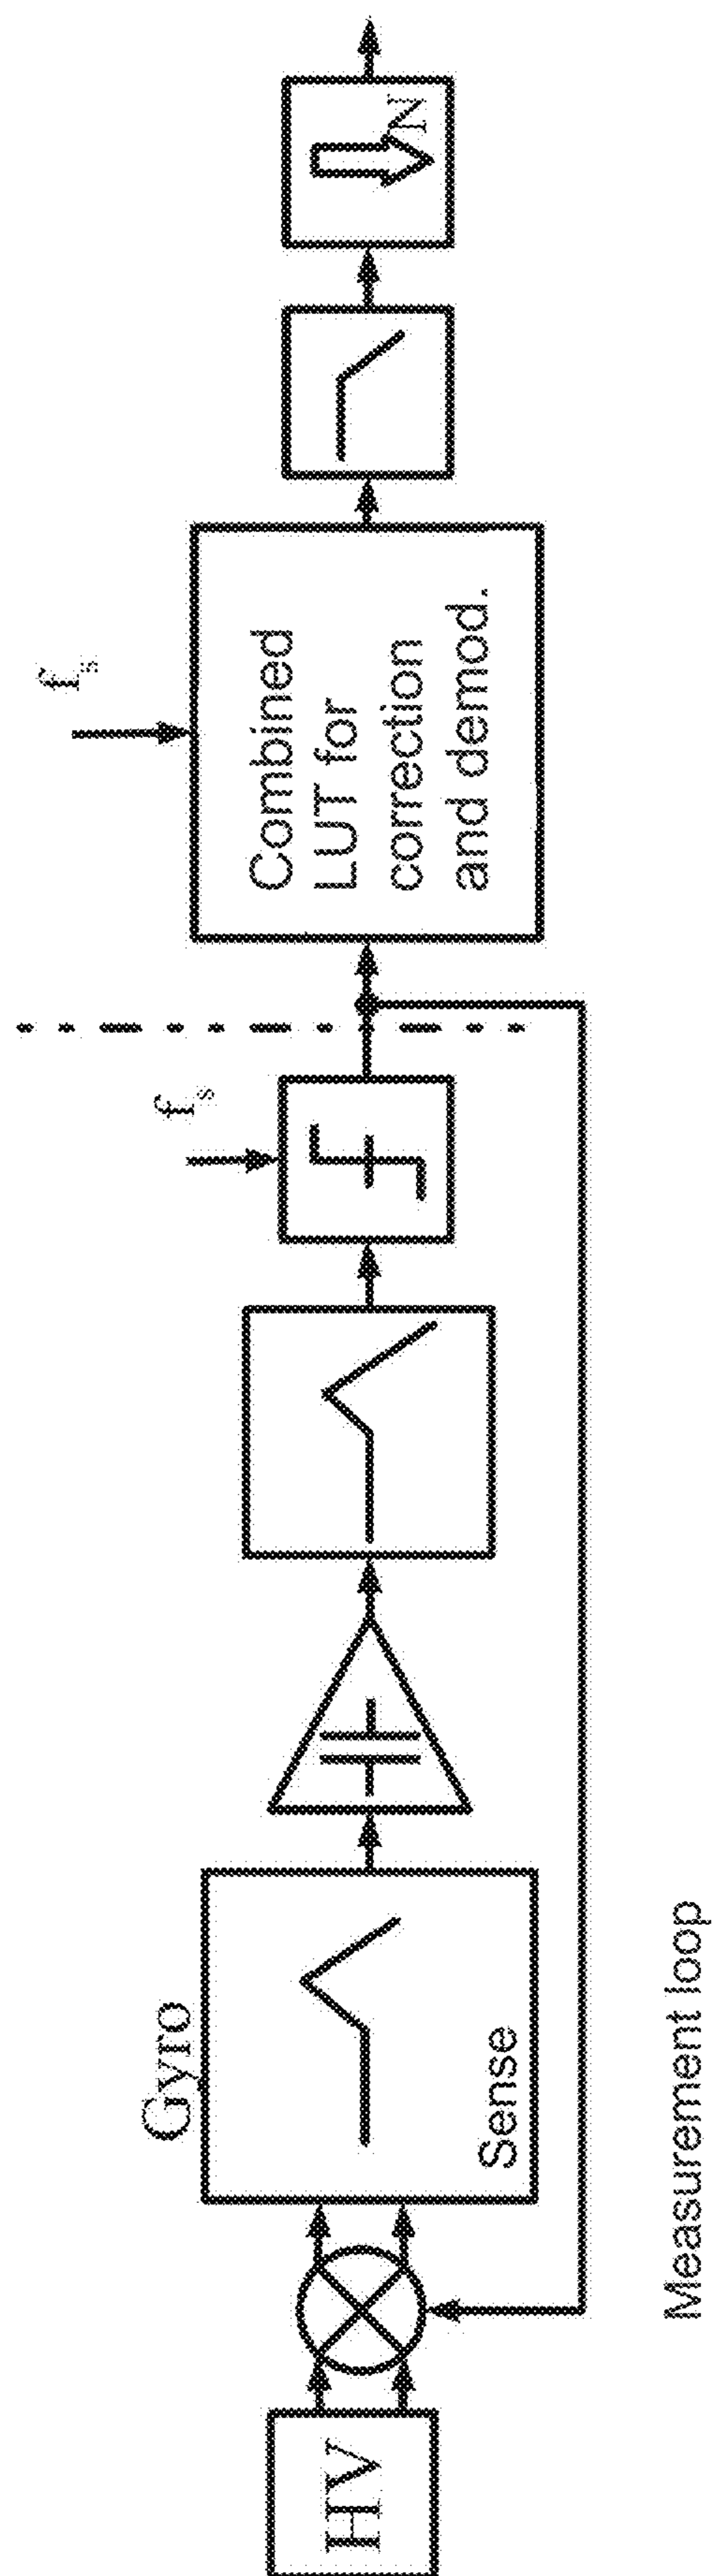 HV
Gyro
Sense
f_s
Combined
LUT for
correction
and demod.
f_s
N
Measurement loop